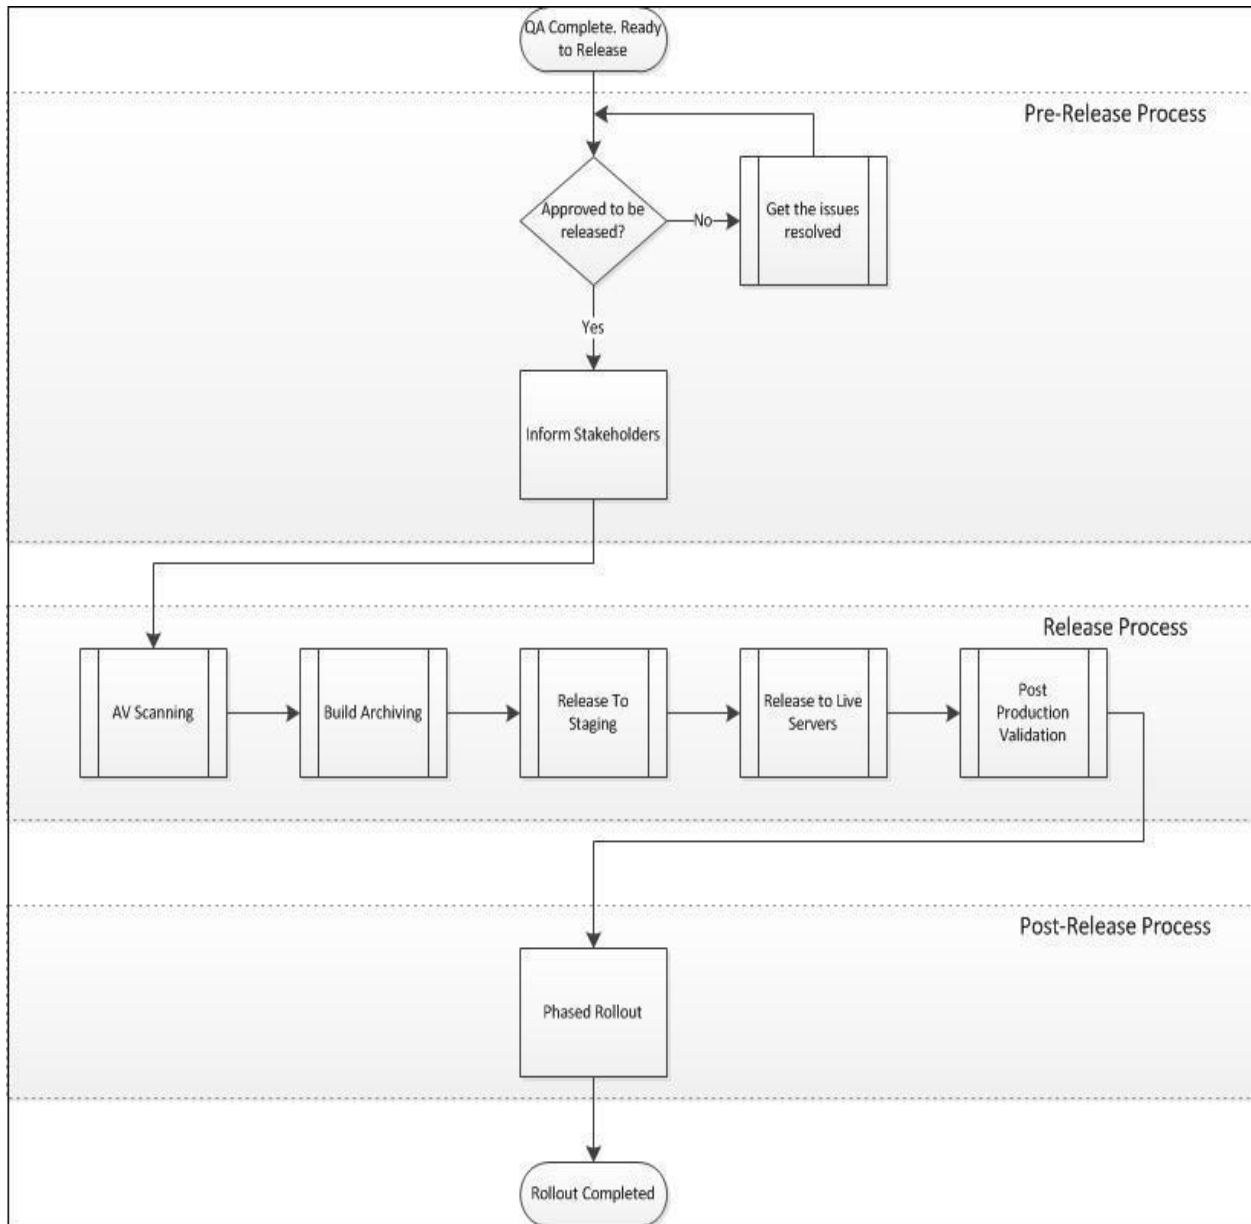 QA Complete. Ready
to Release
Pre-Release Process
Approved to be
released?
No
Get the issues
resolved
Yes
Inform Stakeholders
Release Process
AV Scanning
Build Archiving
Release To
Staging
Release to Live
Servers
Post
Production
Validation
Post-Release Process
Phased Rollout
Rollout Completed